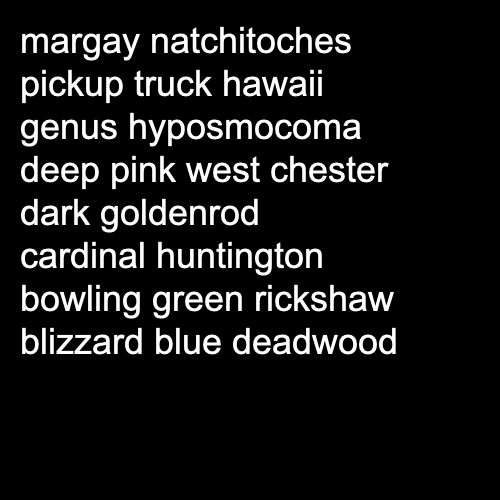 margay natchitoches
pickup truck hawaii
genus hyposmocoma
deep pink west chester
dark goldenrod
cardinal huntington
bowling green rickshaw
blizzard blue deadwood